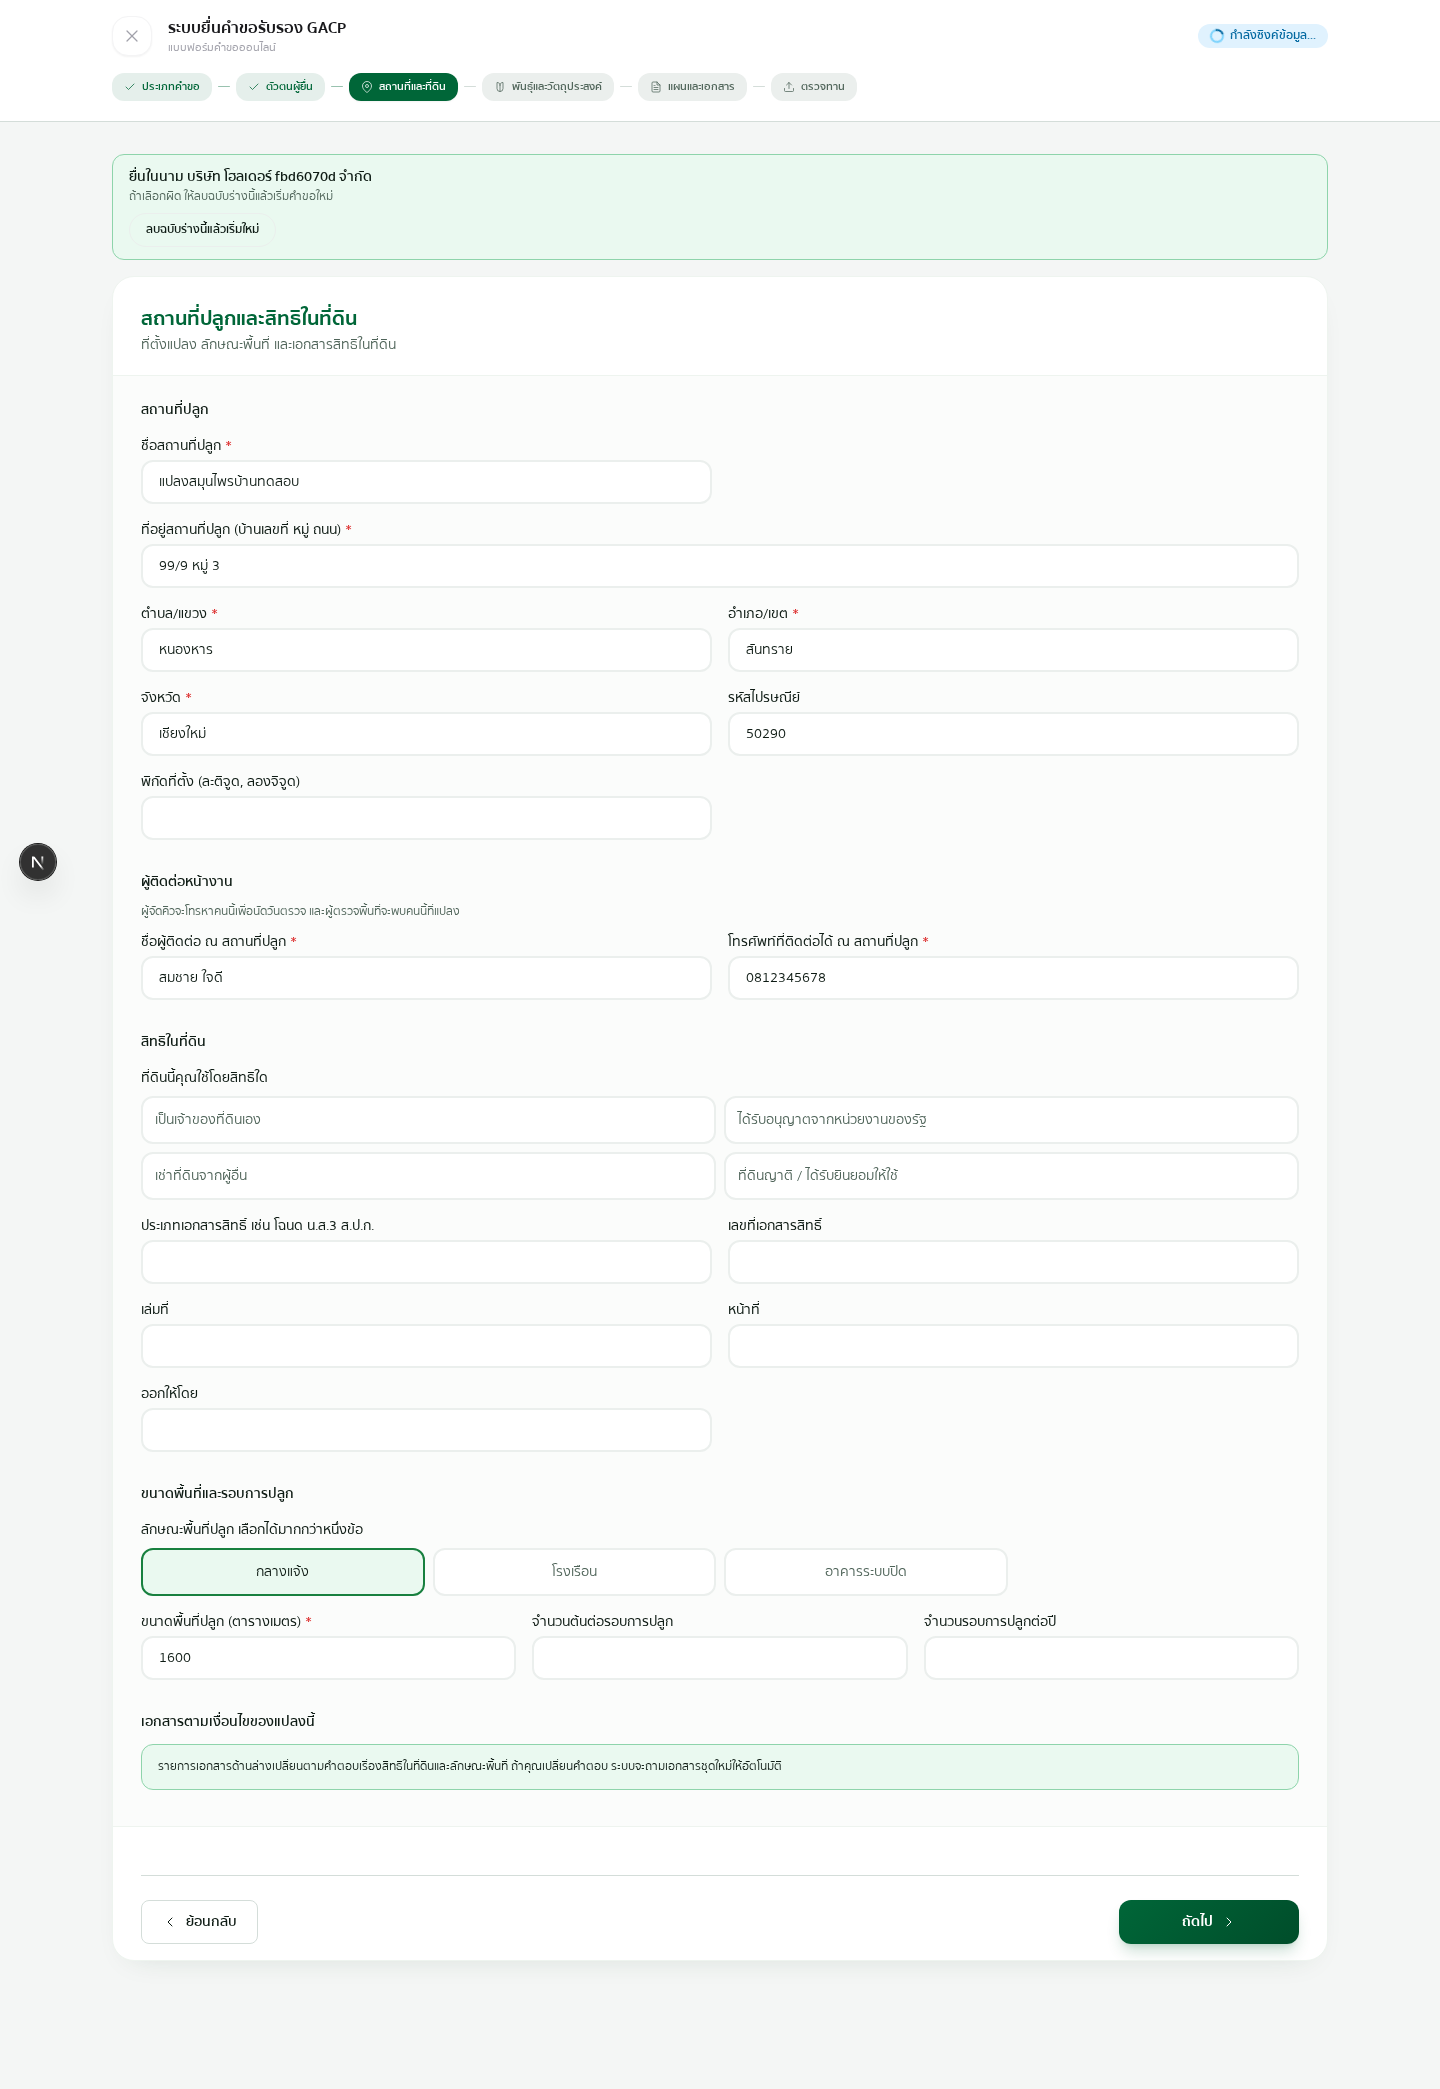 ระบบยื่นคำขอรับรอง GACP
แบบฟอร์มคำขอออนไลน์
กำลังซิงค์ข้อมูล...
ประเภทคำขอ
ตัวตนผู้ยื่น
สถานที่และที่ดิน
พันธุ์และวัตถุประสงค์
แผนและเอกสาร
ตรวจทาน
ยื่นในนาม บริษัท โฮลเดอร์ fbd6070d จำกัด
ถ้าเลือกผิด ให้ลบฉบับร่างนี้แล้วเริ่มคำขอใหม่
ลบฉบับร่างนี้แล้วเริ่มใหม่
สถานที่ปลูกและสิทธิในที่ดิน
ที่ตั้งแปลง ลักษณะพื้นที่ และเอกสารสิทธิในที่ดิน
สถานที่ปลูก
ชื่อสถานที่ปลูก *
แปลงสมุนไพรบ้านทดสอบ
ที่อยู่สถานที่ปลูก (บ้านเลขที่ หมู่ ถนน) *
99/9 หมู่ 3
ตำบล/แขวง *
อำเภอ/เขต *
หนองหาร
สันทราย
จังหวัด *
รหัสไปรษณีย์
เชียงใหม่
50290
พิกัดที่ตั้ง (ละติจูด, ลองจิจูด)
ผู้ติดต่อหน้างาน
ผู้จัดคิวจะโทรหาคนนี้เพื่อนัดวันตรวจ และผู้ตรวจพื้นที่จะพบคนนี้ที่แปลง
ชื่อผู้ติดต่อ ณ สถานที่ปลูก *
โทรศัพท์ที่ติดต่อได้ ณ สถานที่ปลูก *
สมชาย ใจดี
0812345678
สิทธิในที่ดิน
ที่ดินนี้คุณใช้โดยสิทธิใด
เป็นเจ้าของที่ดินเอง
ได้รับอนุญาตจากหน่วยงานของรัฐ
เช่าที่ดินจากผู้อื่น
ที่ดินญาติ / ได้รับยินยอมให้ใช้
ประเภทเอกสารสิทธิ์ เช่น โฉนด น.ส.3 ส.ป.ก.
เลขที่เอกสารสิทธิ์
เล่มที่
หน้าที่
ออกให้โดย
ขนาดพื้นที่และรอบการปลูก
ลักษณะพื้นที่ปลูก เลือกได้มากกว่าหนึ่งข้อ
กลางแจ้ง
โรงเรือน
อาคารระบบปิด
ขนาดพื้นที่ปลูก (ตารางเมตร) *
จำนวนต้นต่อรอบการปลูก
จำนวนรอบการปลูกต่อปี
1600
เอกสารตามเงื่อนไขของแปลงนี้
รายการเอกสารด้านล่างเปลี่ยนตามคำตอบเรื่องสิทธิในที่ดินและลักษณะพื้นที่ ถ้าคุณเปลี่ยนคำตอบ ระบบจะถามเอกสารชุดใหม่ให้อัตโนมัติ
ย้อนกลับ
ถัดไป